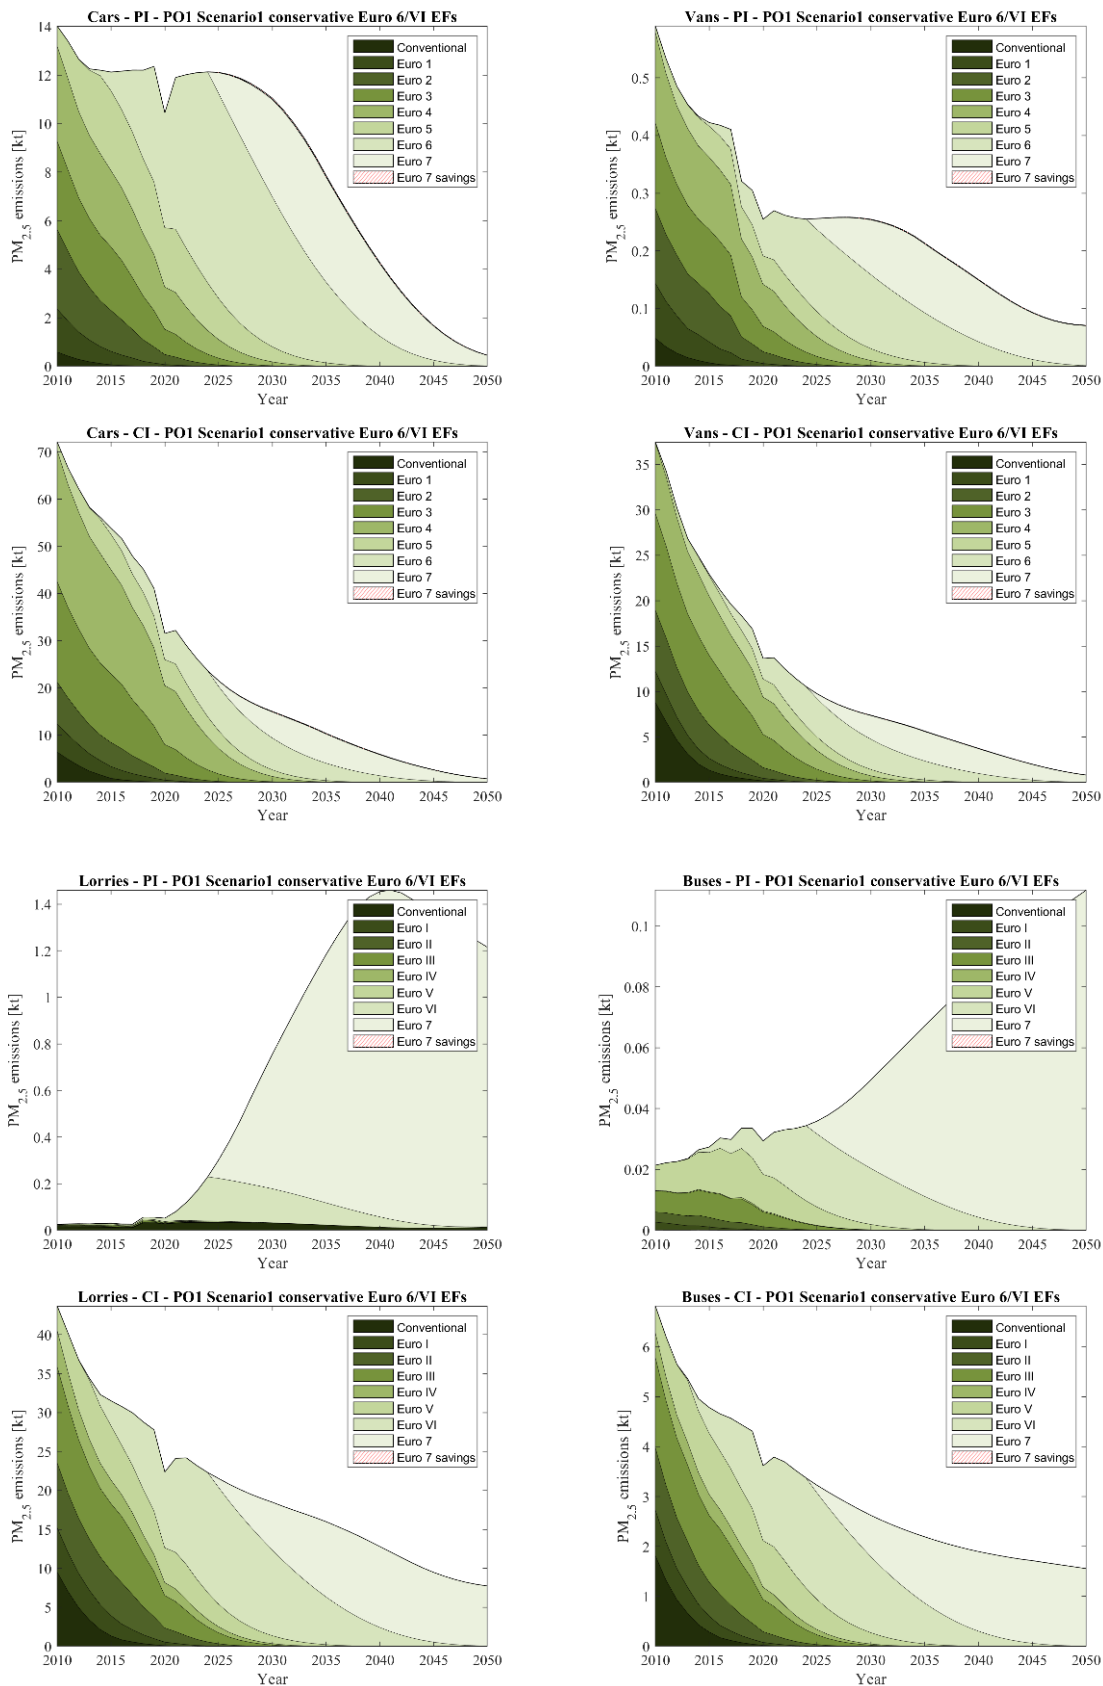 Cars - PI - PO1 Scenario1 conservative Euro 6/VI EFs
14
12
10
8
6
4
2
0
PM2.5 emissions [kt]
Conventional
Euro 1
Euro 2
Euro 3
Euro 4
Euro 5
Euro 6
Euro 7
Euro 7 savings
2010 2015 2020 2025 2030 2035 2040 2045 2050
Year
Vans - PI - PO1 Scenario1 conservative Euro 6/VI EFs
0.5
0.4
0.3
0.2
0.1
0
PM2.5 emissions [kt]
Conventional
Euro 1
Euro 2
Euro 3
Euro 4
Euro 5
Euro 6
Euro 7
Euro 7 savings
2010 2015 2020 2025 2030 2035 2040 2045 2050
Year
Cars - CI - PO1 Scenario1 conservative Euro 6/VI EFs
70
60
50
40
30
20
10
0
PM2.5 emissions [kt]
Conventional
Euro 1
Euro 2
Euro 3
Euro 4
Euro 5
Euro 6
Euro 7
Euro 7 savings
2010 2015 2020 2025 2030 2035 2040 2045 2050
Year
Vans - CI - PO1 Scenario1 conservative Euro 6/VI EFs
35
30
25
20
15
10
5
0
PM2.5 emissions [kt]
Conventional
Euro 1
Euro 2
Euro 3
Euro 4
Euro 5
Euro 6
Euro 7
Euro 7 savings
2010 2015 2020 2025 2030 2035 2040 2045 2050
Year
Lorries - PI - PO1 Scenario1 conservative Euro 6/VI EFs
1.4
1.2
1
0.8
0.6
0.4
0.2
0
PM2.5 emissions [kt]
Conventional
Euro I
Euro II
Euro III
Euro IV
Euro V
Euro VI
Euro 7
Euro 7 savings
2010 2015 2020 2025 2030 2035 2040 2045 2050
Year
Buses - PI - PO1 Scenario1 conservative Euro 6/VI EFs
0.1
0.08
0.06
0.04
0.02
0
PM2.5 emissions [kt]
Conventional
Euro I
Euro II
Euro III
Euro IV
Euro V
Euro VI
Euro 7
Euro 7 savings
2010 2015 2020 2025 2030 2035 2040 2045 2050
Year
Lorries - CI - PO1 Scenario1 conservative Euro 6/VI EFs
40
35
30
25
20
15
10
5
0
PM2.5 emissions [kt]
Conventional
Euro I
Euro II
Euro III
Euro IV
Euro V
Euro VI
Euro 7
Euro 7 savings
2010 2015 2020 2025 2030 2035 2040 2045 2050
Year
Buses - CI - PO1 Scenario1 conservative Euro 6/VI EFs
6
5
4
3
2
1
0
PM2.5 emissions [kt]
Conventional
Euro I
Euro II
Euro III
Euro IV
Euro V
Euro VI
Euro 7
Euro 7 savings
2010 2015 2020 2025 2030 2035 2040 2045 2050
Year